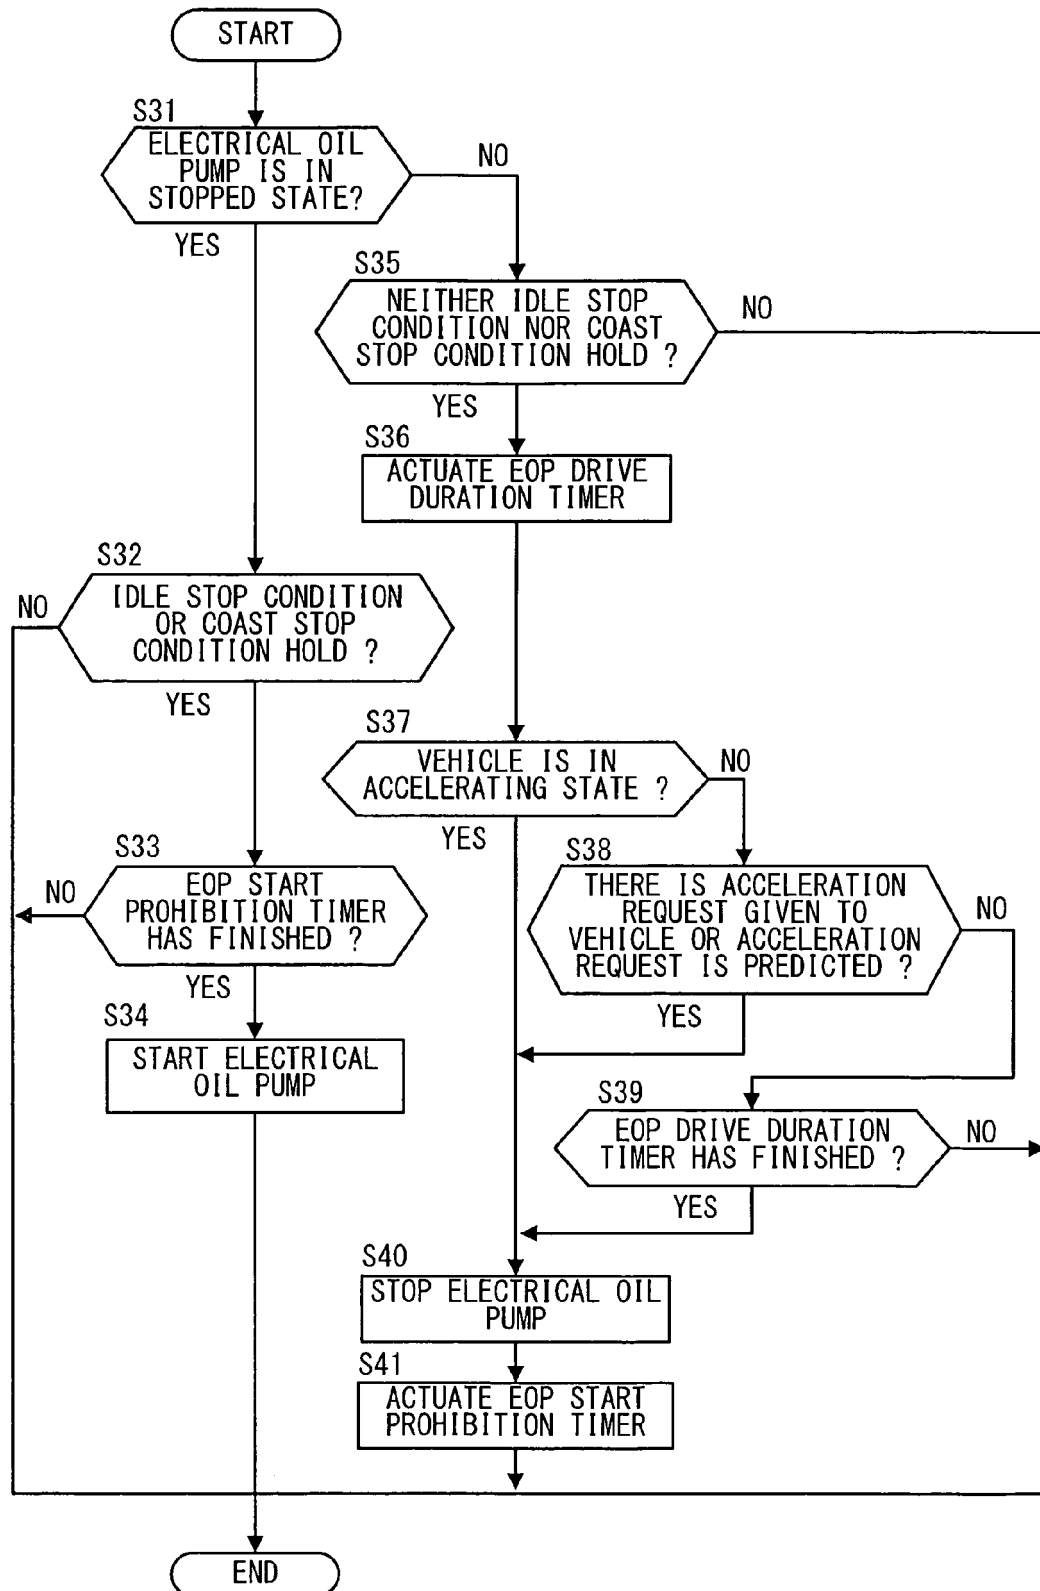 START
S31
ELECTRICAL OIL
PUMP IS IN
STOPPED STATE?
NO
YES
S35
NEITHER IDLE STOP
CONDITION NOR COAST
STOP CONDITION HOLD ?
NO
YES
S36
ACTUATE EOP DRIVE
DURATION TIMER
S32
IDLE STOP CONDITION
OR COAST STOP
CONDITION HOLD ?
NO
YES
S37
VEHICLE IS IN
ACCELERATING STATE ?
NO
YES
S33
EOP START
PROHIBITION TIMER
HAS FINISHED ?
NO
YES
S38
THERE IS ACCELERATION
REQUEST GIVEN TO
VEHICLE OR ACCELERATION
REQUEST IS PREDICTED ?
NO
YES
S34
START ELECTRICAL
OIL PUMP
S39
EOP DRIVE DURATION
TIMER HAS FINISHED ?
NO
YES
S40
STOP ELECTRICAL OIL
PUMP
S41
ACTUATE EOP START
PROHIBITION TIMER
END